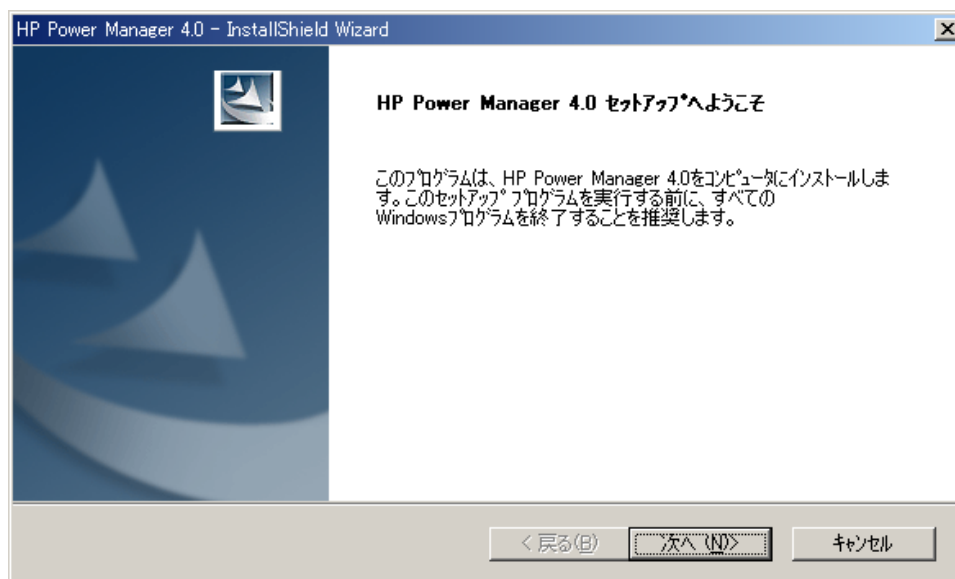 HP Power Manager 4.0 - InstallShield Wizard
HP Power Manager 4.0 セットアップへようこそ
このプログラムは、HP Power Manager 4.0をコンピュータにインストールしま
す。このセットアップ プログラムを実行する前に、すべての
Windowsプログラムを終了することを推奨します。
< 戻る(B)
次へ (N)>
キャンセル